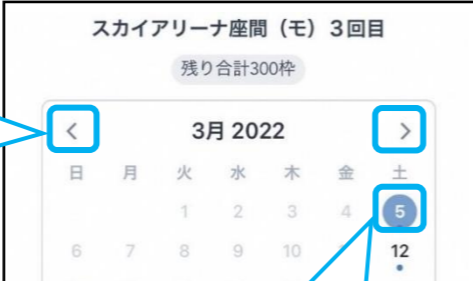 スカイアリーナ座間（モ）３回目
残り合計300枠
< 3月 2022 >
日 月 火 水 木 金 土
1 2 3 4 5
6 7 8 9 10 12